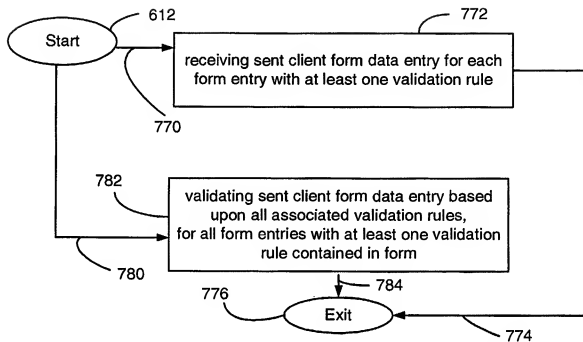 612
Start
772
receiving sent client form data entry for each
form entry with at least one validation rule
770
782
validating sent client form data entry based
upon all associated validation rules,
for all form entries with at least one validation
rule contained in form
780
784
776
Exit
774